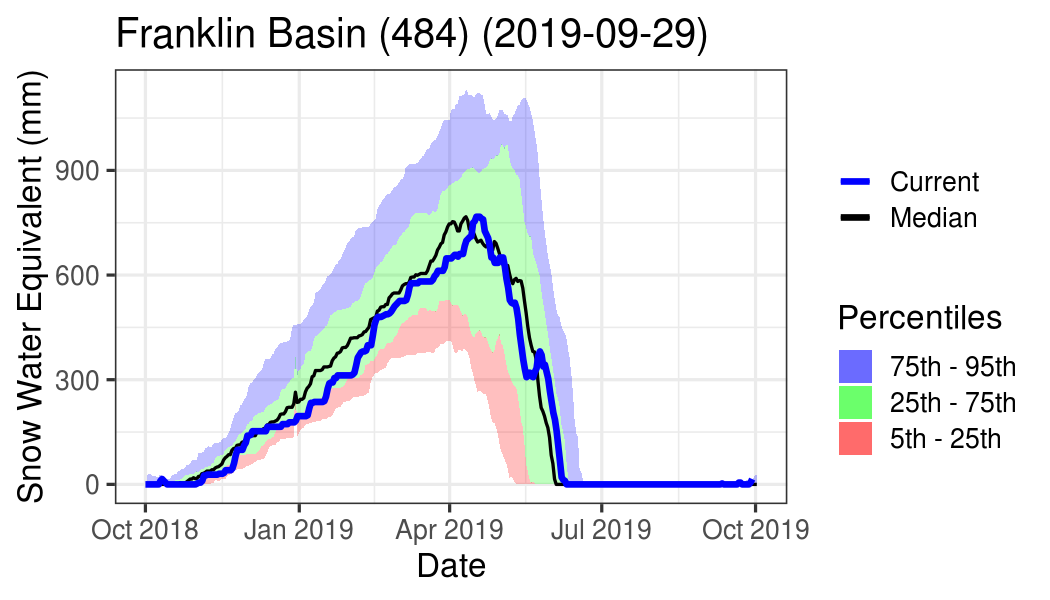 Franklin Basin (484) (2019-09-29)
Snow Water Equivalent (mm)
900
600
300
0
Oct 2018
Jan 2019
Apr 2019
Jul 2019
Oct 2019
Date
Current
Median
Percentiles
75th - 95th
25th - 75th
5th - 25th